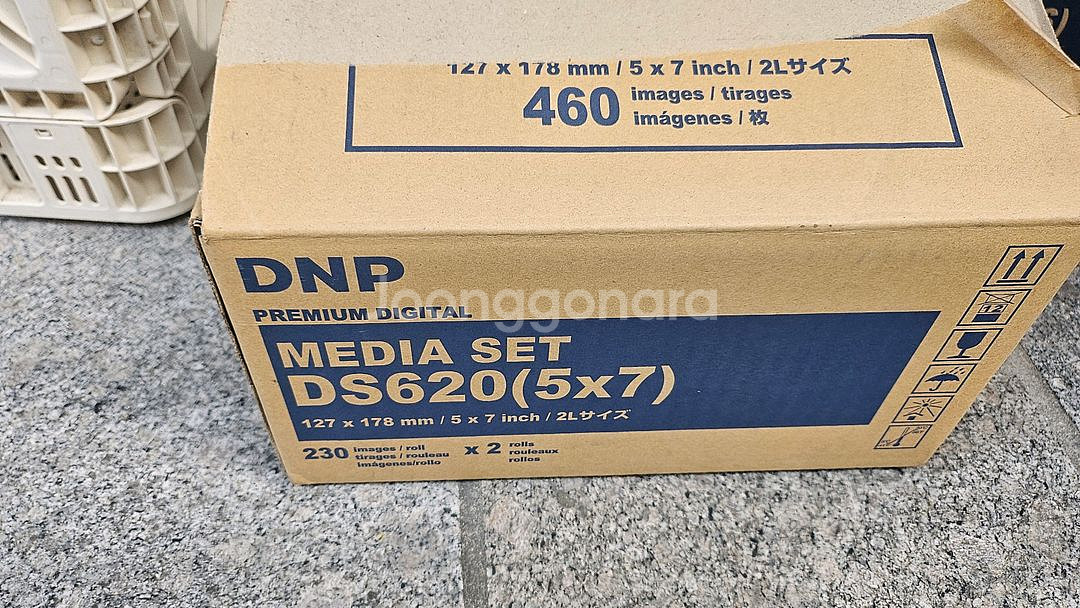 127 x 178 mm / 5 x 7 inch / 2Lサイズ
460 images / tirages
imágenes / 枚
DNP
joonggonara
PREMIUM DIGITAL
MEDIA SET
DS620(5x7)
127 x 178 mm / 5 x 7 inch / 2Lサイズ
230 images / roll
tirages / rouleau
imágenes/rollo
x 2 rolls
rouleaux
rollos
12